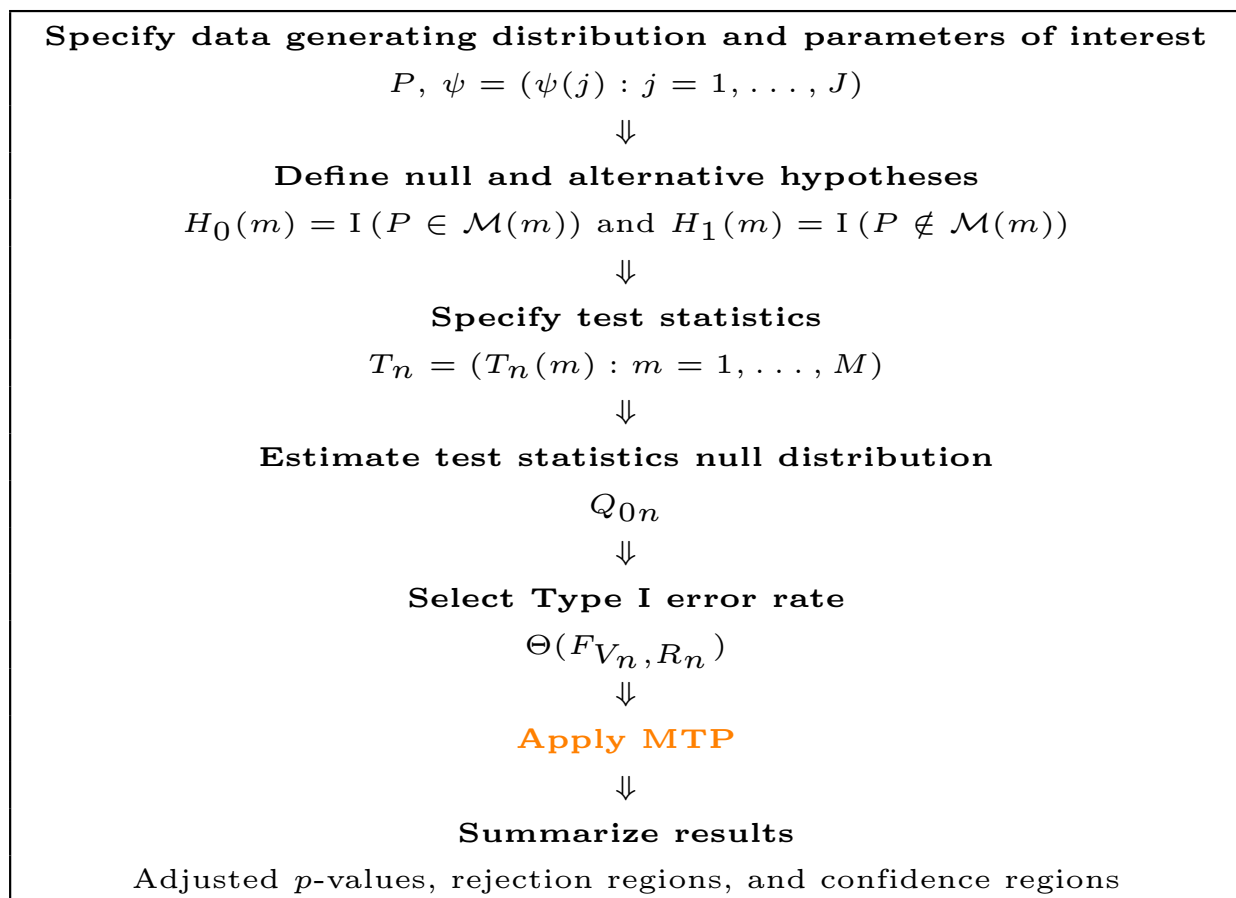 Specify data generating distribution and parameters of interest
P, ψ = (ψ(j) : j = 1, . . . , J)
⇓
Define null and alternative hypotheses
H₀(m) = I (P ∈ ℳ(m)) and H₁(m) = I (P ∉ ℳ(m))
⇓
Specify test statistics
Tₙ = (Tₙ(m) : m = 1, . . . , M)
⇓
Estimate test statistics null distribution
Q₀ₙ
⇓
Select Type I error rate
Θ(F_{Vₙ,Rₙ})
⇓
Apply MTP
⇓
Summarize results
Adjusted p-values, rejection regions, and confidence regions